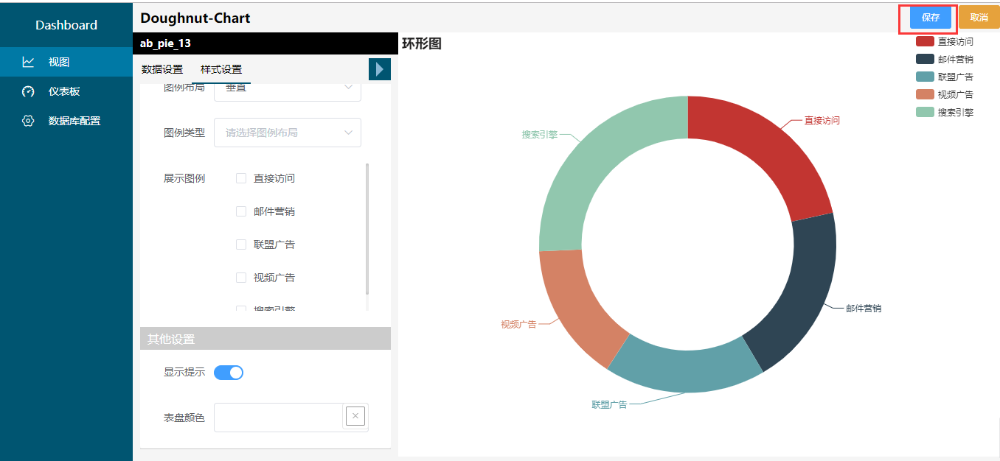 Dashboard
视图
仪表板
数据库配置
Doughnut-Chart
保存
取消
ab_pie_13
数据设置
样式设置
图例布局
垂直
图例类型
请选择图例布局
展示图例
直接访问
邮件营销
联盟广告
视频广告
搜索引擎
其他设置
显示提示
表盘颜色
环形图
直接访问
邮件营销
联盟广告
视频广告
搜索引擎
直接访问
搜索引擎
邮件营销
视频广告
联盟广告